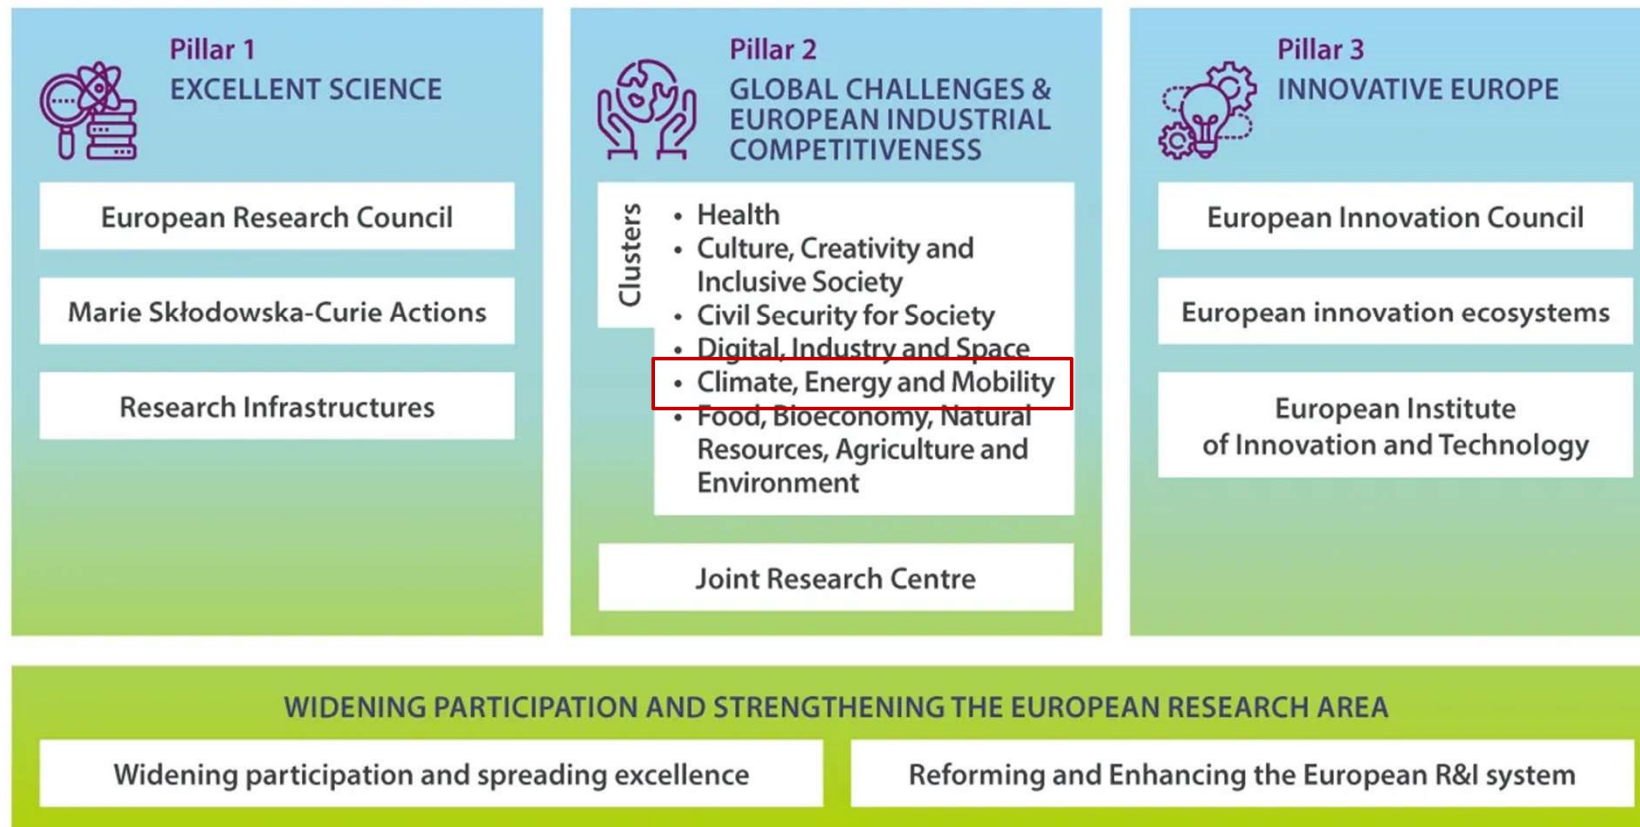 Pillar 1
EXCELLENT SCIENCE
European Research Council
Marie Skłodowska-Curie Actions
Research Infrastructures
Pillar 2
GLOBAL CHALLENGES &
EUROPEAN INDUSTRIAL
COMPETITIVENESS
Clusters
• Health
• Culture, Creativity and
Inclusive Society
• Civil Security for Society
• Digital, Industry and Space
• Climate, Energy and Mobility
• Food, Bioeconomy, Natural
Resources, Agriculture and
Environment
Joint Research Centre
Pillar 3
INNOVATIVE EUROPE
European Innovation Council
European innovation ecosystems
European Institute
of Innovation and Technology
WIDENING PARTICIPATION AND STRENGTHENING THE EUROPEAN RESEARCH AREA
Widening participation and spreading excellence
Reforming and Enhancing the European R&I system